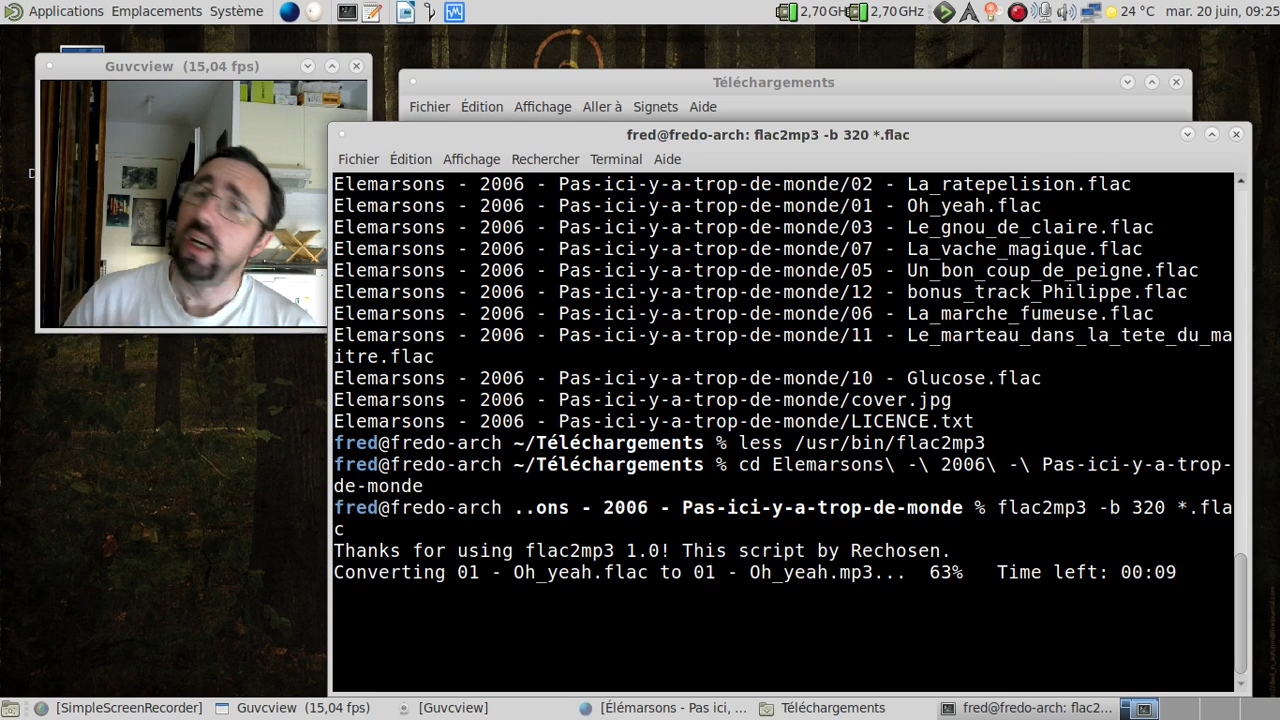 Applications Emplacements Système 2,70 GHz 2,70 GHz 24 °C mar. 20 juin, 09:25
Guvcview (15,04 fps)
Téléchargements
Fichier Édition Affichage Aller à Signets Aide
fred@fredo-arch: flac2mp3 -b 320 *.flac
Fichier Édition Affichage Rechercher Terminal Aide
Elemarsons - 2006 - Pas-ici-y-a-trop-de-monde/02 - La_ratepelision.flac
Elemarsons - 2006 - Pas-ici-y-a-trop-de-monde/01 - Oh_yeah.flac
Elemarsons - 2006 - Pas-ici-y-a-trop-de-monde/03 - Le_gnou_de_claire.flac
Elemarsons - 2006 - Pas-ici-y-a-trop-de-monde/07 - La_vache_magique.flac
Elemarsons - 2006 - Pas-ici-y-a-trop-de-monde/05 - Un_bon_coup_de_peigne.flac
Elemarsons - 2006 - Pas-ici-y-a-trop-de-monde/12 - bonus_track_Philippe.flac
Elemarsons - 2006 - Pas-ici-y-a-trop-de-monde/06 - La_marche_fumeuse.flac
Elemarsons - 2006 - Pas-ici-y-a-trop-de-monde/11 - Le_marteau_dans_la_tete_du_ma
itre.flac
Elemarsons - 2006 - Pas-ici-y-a-trop-de-monde/10 - Glucose.flac
Elemarsons - 2006 - Pas-ici-y-a-trop-de-monde/cover.jpg
Elemarsons - 2006 - Pas-ici-y-a-trop-de-monde/LICENCE.txt
fred@fredo-arch ~/Téléchargements % less /usr/bin/flac2mp3
fred@fredo-arch ~/Téléchargements % cd Elemarsons\ -\ 2006\ -\ Pas-ici-y-a-trop-
de-monde
fred@fredo-arch ..ons - 2006 - Pas-ici-y-a-trop-de-monde % flac2mp3 -b 320 *.fla
c
Thanks for using flac2mp3 1.0! This script by Rechosen.
Converting 01 - Oh_yeah.flac to 01 - Oh_yeah.mp3... 63% Time left: 00:09
[SimpleScreenRecorder] Guvcview (15,04 fps) [Guvcview] [Élémarsons - Pas ici, ... Téléchargements fred@fredo-arch: flac2...